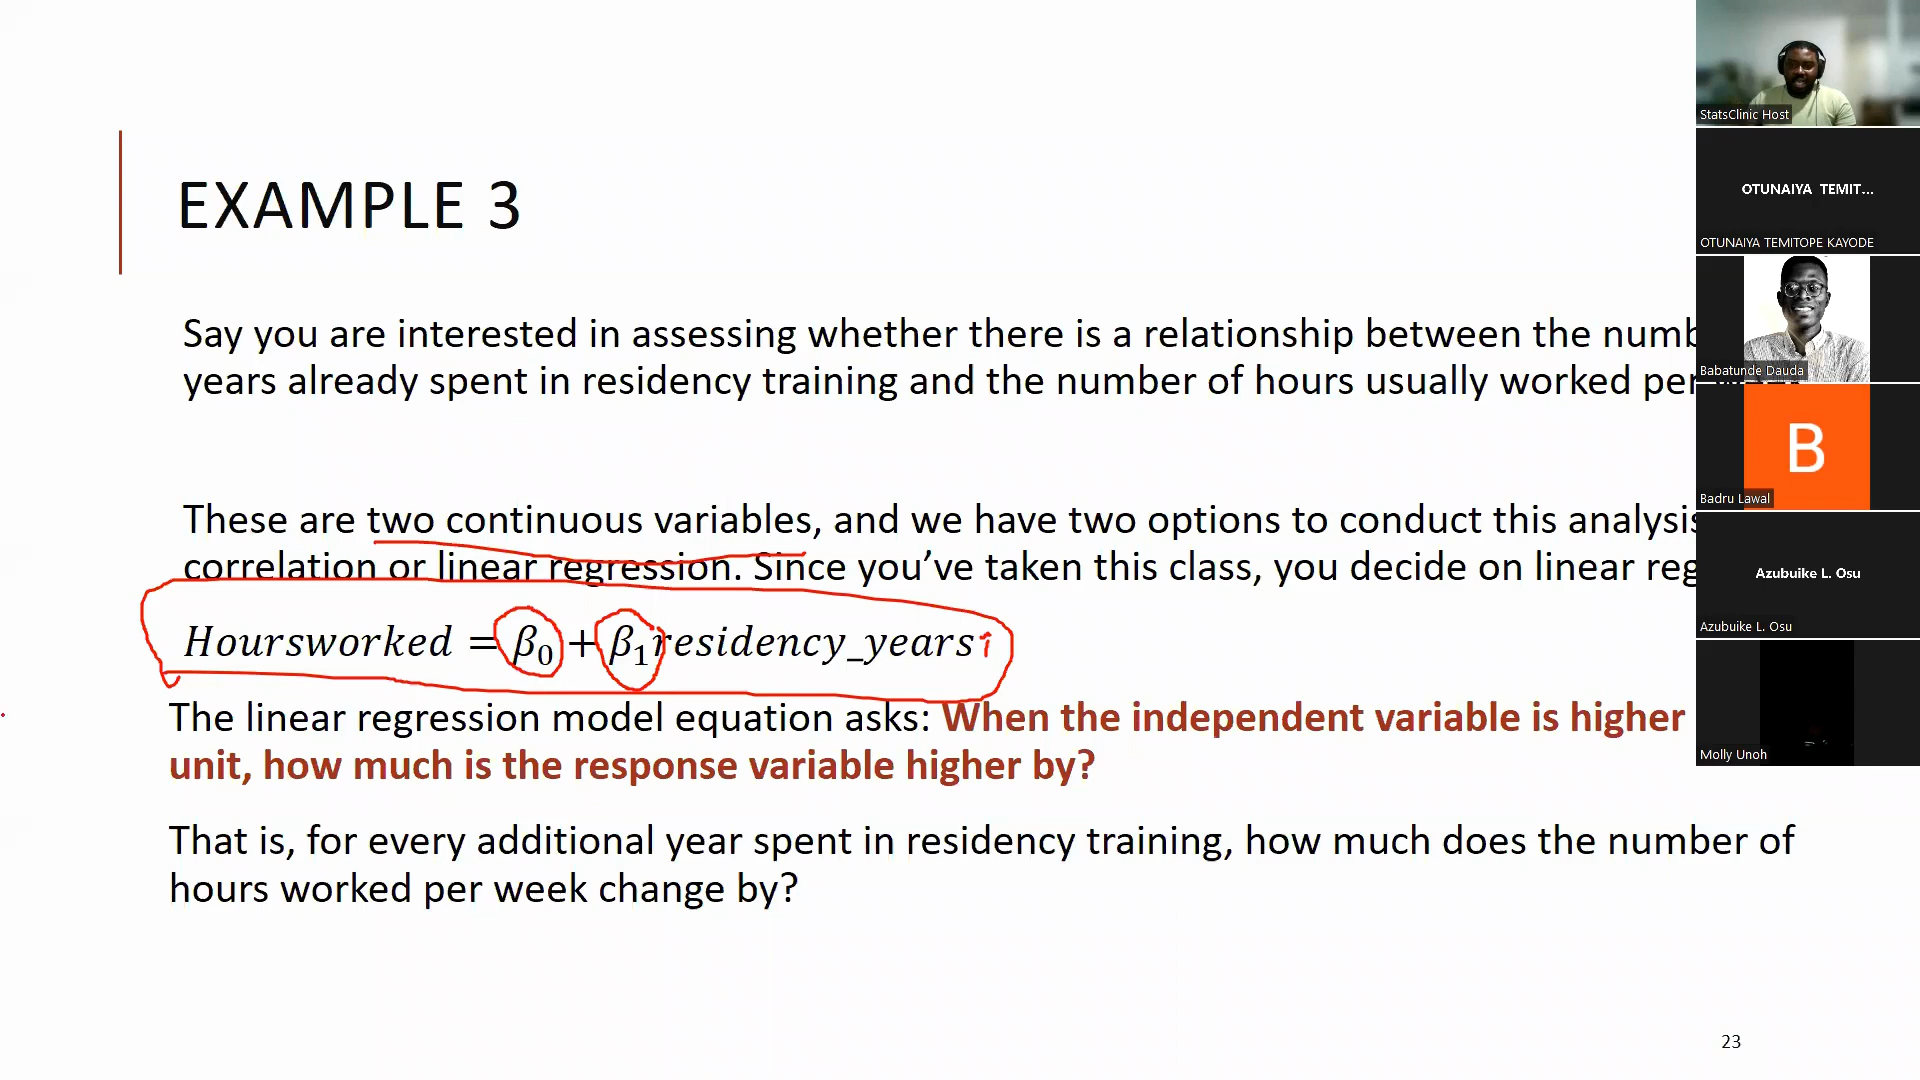 EXAMPLE 3
Say you are interested in assessing whether there is a relationship between the
years already spent in residency training and the number of hours usually worked per
These are two continuous variables, and we have two options to conduct this analysis
correlation or linear regression. Since you’ve taken this class, you decide on linear
Hoursworked = β₀ + β₁residency_years i
The linear regression model equation asks: When the independent variable is higher
unit, how much is the response variable higher by?
That is, for every additional year spent in residency training, how much does the number of
hours worked per week change by?
23
StatsClinic Host
OTUNAIYA TEMIT...
OTUNAIYA TEMITOPE KAYODE
Babatunde Dauda
B
Badru Lawal
Azubuike L. Osu
Azubuike L. Osu
Molly Unoh